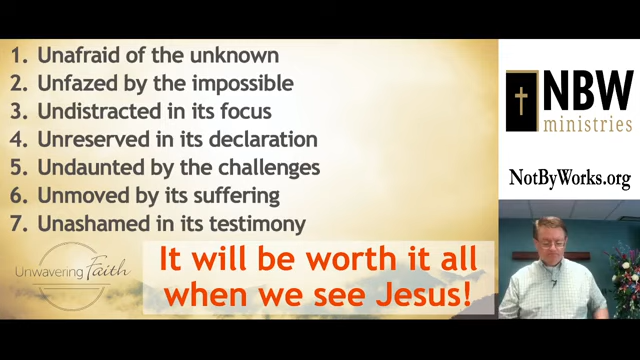 1. Unafraid of the unknown
2. Unfazed by the impossible
3. Undistracted in its focus
4. Unreserved in its declaration
5. Undaunted by the challenges
6. Unmoved by its suffering
7. Unashamed in its testimony
Unwavering Faith
It will be worth it all
when we see Jesus!
NBW
ministries
NotByWorks.org